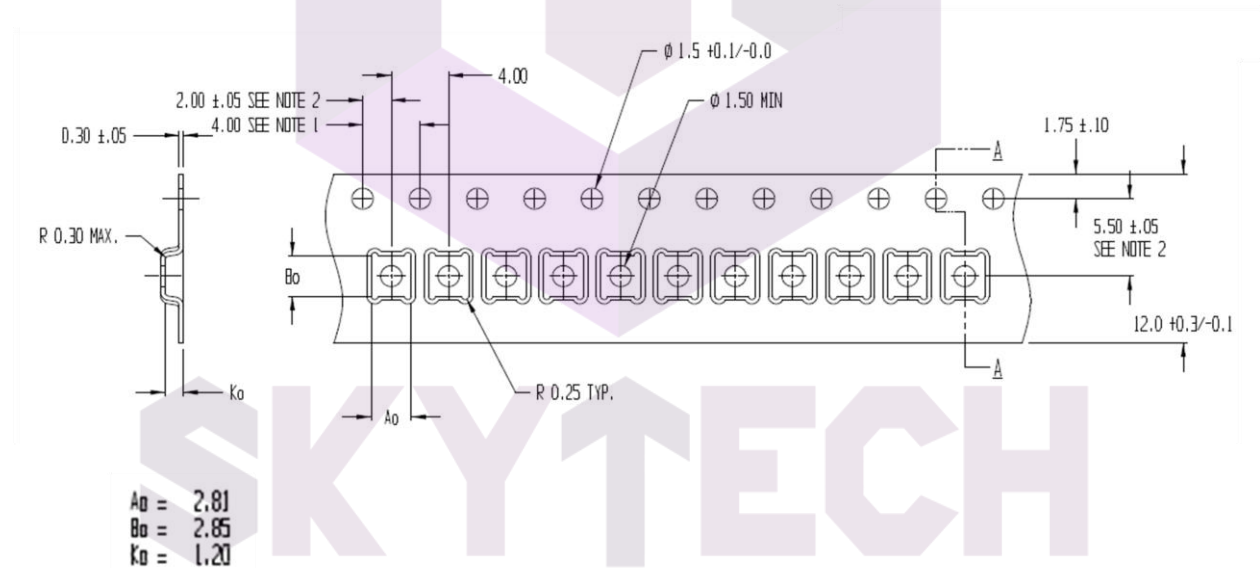 ⌀ 1.5 +0.1/-0.0
4.00
2.00 ±.05 SEE NOTE 2
⌀ 1.50 MIN
4.00 SEE NOTE 1
1.75 ±.10
0.30 ±.05
A
5.50 ±.05
SEE NOTE 2
R 0.30 MAX.
Bo
12.0 +0.3/-0.1
A
Ko
R 0.25 TYP.
Ao
SKYTECH
Ao = 2.81
Bo = 2.85
Ko = 1.20